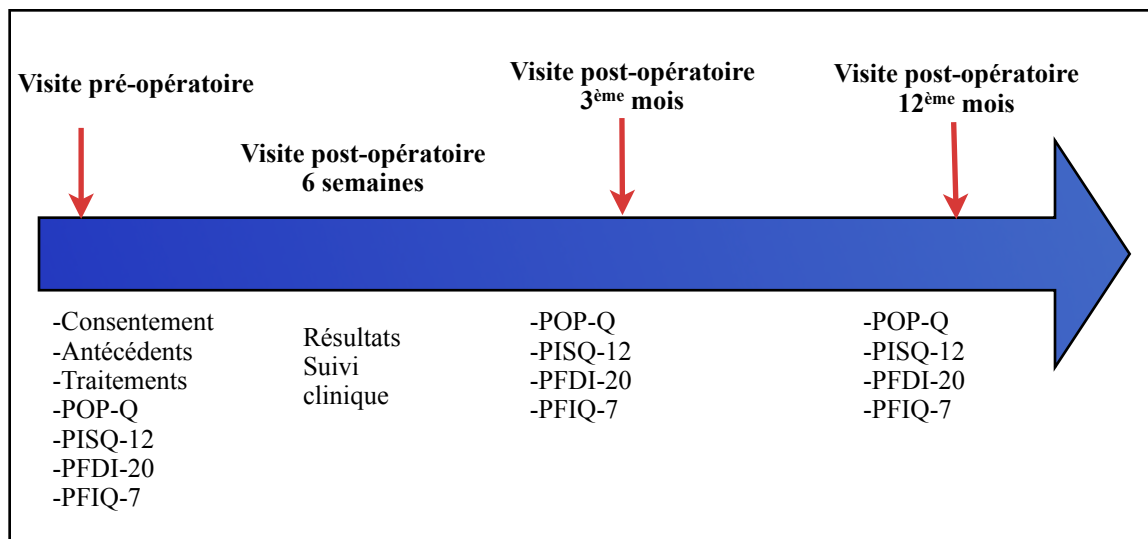 Visite pré-opératoire
Visite post-opératoire
6 semaines
Visite post-opératoire
3ème mois
Visite post-opératoire
12ème mois
-Consentement
-Antécédents
-Traitements
-POP-Q
-PISQ-12
-PFDI-20
-PFIQ-7
Résultats
Suivi
clinique
-POP-Q
-PISQ-12
-PFDI-20
-PFIQ-7
-POP-Q
-PISQ-12
-PFDI-20
-PFIQ-7